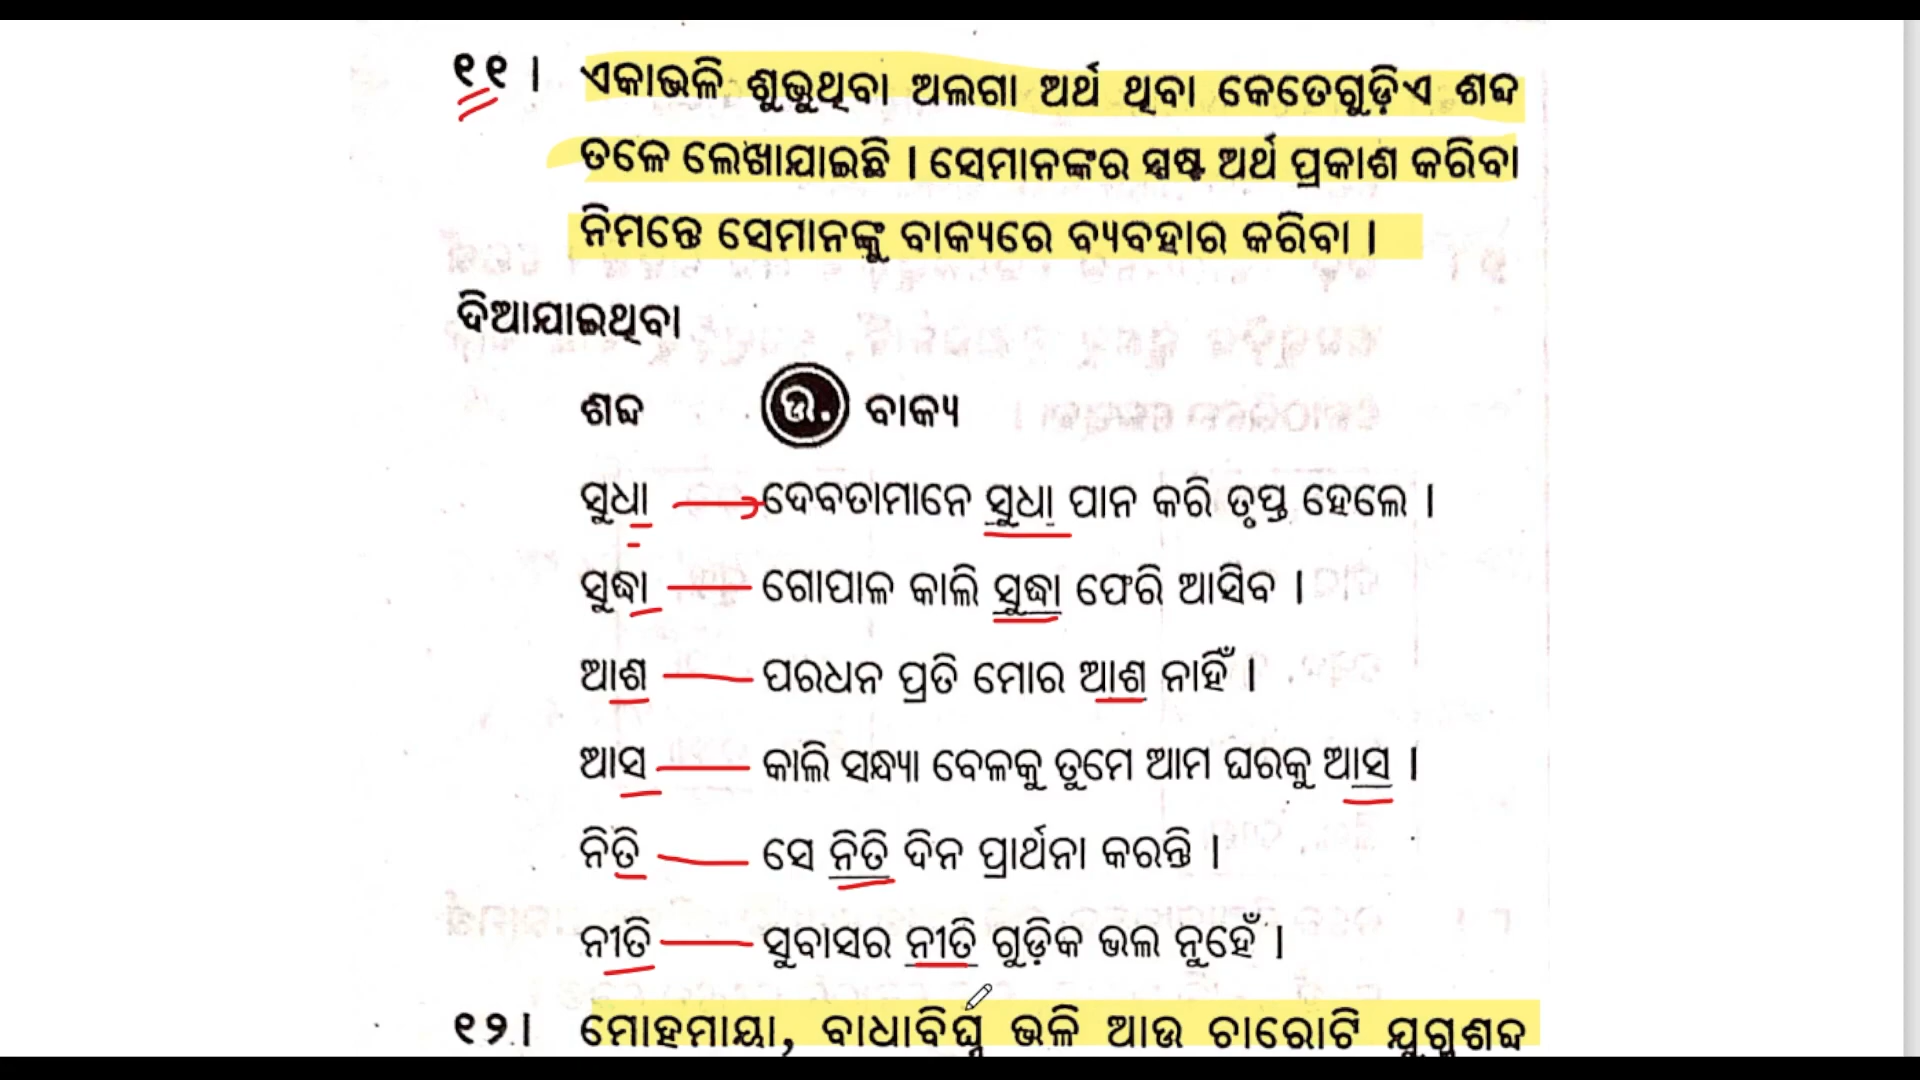 ୧୧ । ଏକାଭଳି ଶୁଭୁଥିବା ଅଲଗା ଅର୍ଥ ଥିବା କେତେଗୁଡ଼ିଏ ଶବ୍ଦ
ତଳେ ଲେଖାଯାଇଛି । ସେମାନଙ୍କର ସ୍ପଷ୍ଟ ଅର୍ଥ ପ୍ରକାଶ କରିବା
ନିମନ୍ତେ ସେମାନଙ୍କୁ ବାକ୍ୟରେ ବ୍ୟବହାର କରିବା ।
ଦିଆଯାଇଥିବା
ଶବ୍ଦ ଉ. ବାକ୍ୟ
ସୁଧା ଦେବତାମାନେ ସୁଧା ପାନ କରି ତୃପ୍ତ ହେଲେ ।
ସୁଦ୍ଧା ଗୋପାଳ କାଲି ସୁଦ୍ଧା ଫେରି ଆସିବ ।
ଆଶ ପରଧନ ପ୍ରତି ମୋର ଆଶ ନାହିଁ ।
ଆସ କାଲି ସନ୍ଧ୍ୟା ବେଳକୁ ତୁମେ ଆମ ଘରକୁ ଆସ ।
ନିତି ସେ ନିତି ଦିନ ପ୍ରାର୍ଥନା କରନ୍ତି ।
ନୀତି ସୁବାସର ନୀତି ଗୁଡ଼ିକ ଭଲ ନୁହେଁ ।
୧୨। ମୋହମାୟା, ବାଧାବିଘ୍ନ ଭଳି ଆଉ ଚାରୋଟି ଯୁଗ୍ମଶବ୍ଦ